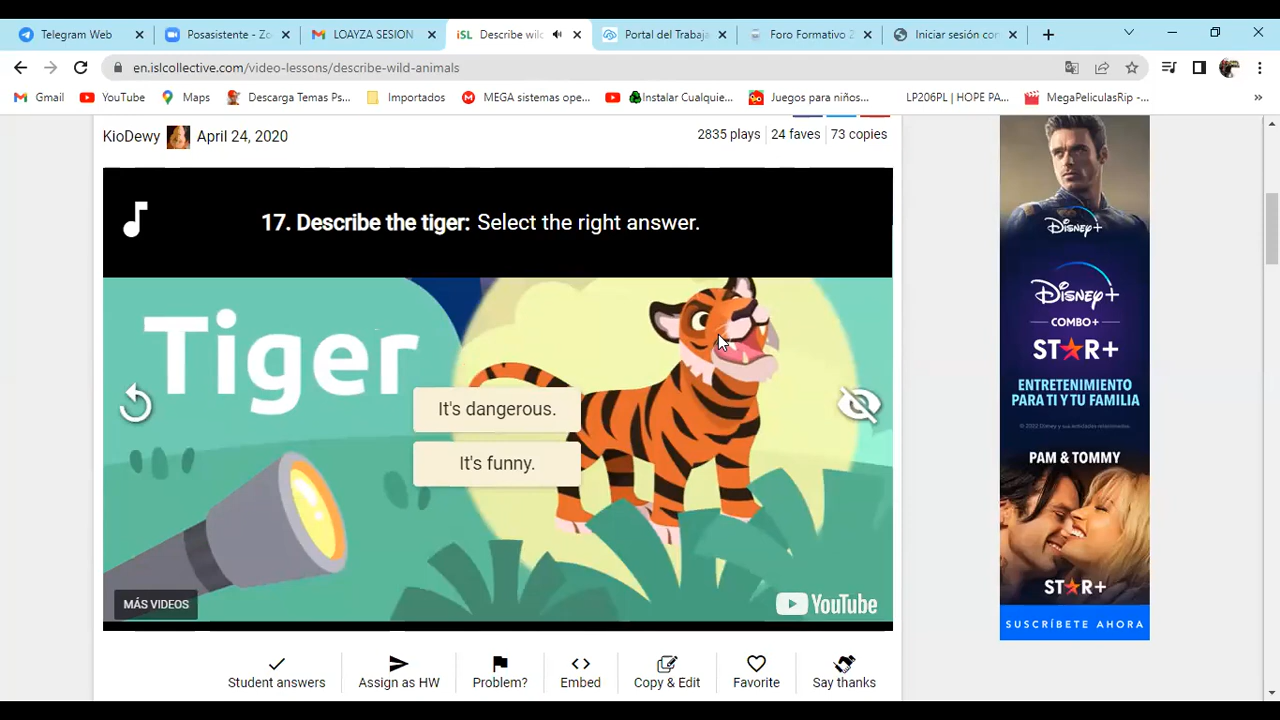 Telegram Web
Posasistente - Zo
LOAYZA SESION
iSL Describe wild
Portal del Trabaja
Foro Formativo 2
Iniciar sesión con
en.islcollective.com/video-lessons/describe-wild-animals
Gmail
YouTube
Maps
Descarga Temas Ps...
Importados
MEGA sistemas ope...
Instalar Cualquie...
Juegos para niños...
LP206PL | HOPE PA...
MegaPeliculasRip -...
KioDewy
April 24, 2020
2835 plays
24 faves
73 copies
17. Describe the tiger: Select the right answer.
Tiger
It's dangerous.
It's funny.
MÁS VIDEOS
YouTube
Student answers
Assign as HW
Problem?
Embed
Copy & Edit
Favorite
Say thanks
Disney+
Disney+
COMBO+
STAR+
ENTRETENIMIENTO
PARA TI Y TU FAMILIA
PAM & TOMMY
STAR+
SUSCRÍBETE AHORA